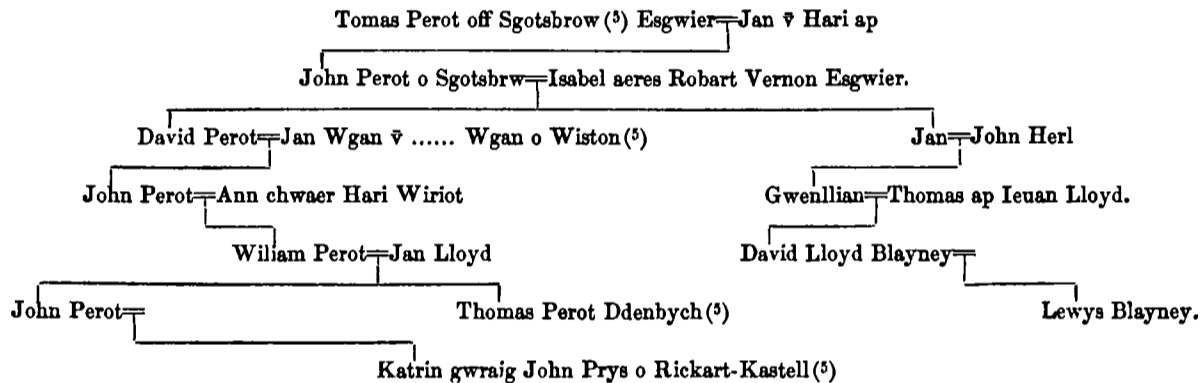 Tomas Perot off Sgotsbrow (⁵) Esgwier=Jan v̄ Hari ap
John Perot o Sgotsbrw=Isabel aeres Robart Vernon Esgwier.
David Perot=Jan Wgan v̄ ...... Wgan o Wiston (⁵) Jan=John Herl
John Perot=Ann chwaer Hari Wiriot Gwenllian=Thomas ap Ieuan Lloyd.
Wiliam Perot=Jan Lloyd David Lloyd Blayney=
John Perot= Thomas Perot Ddenbych (⁵) Lewys Blayney.
Katrin gwraig John Prys o Rickart-Kastell (⁵)